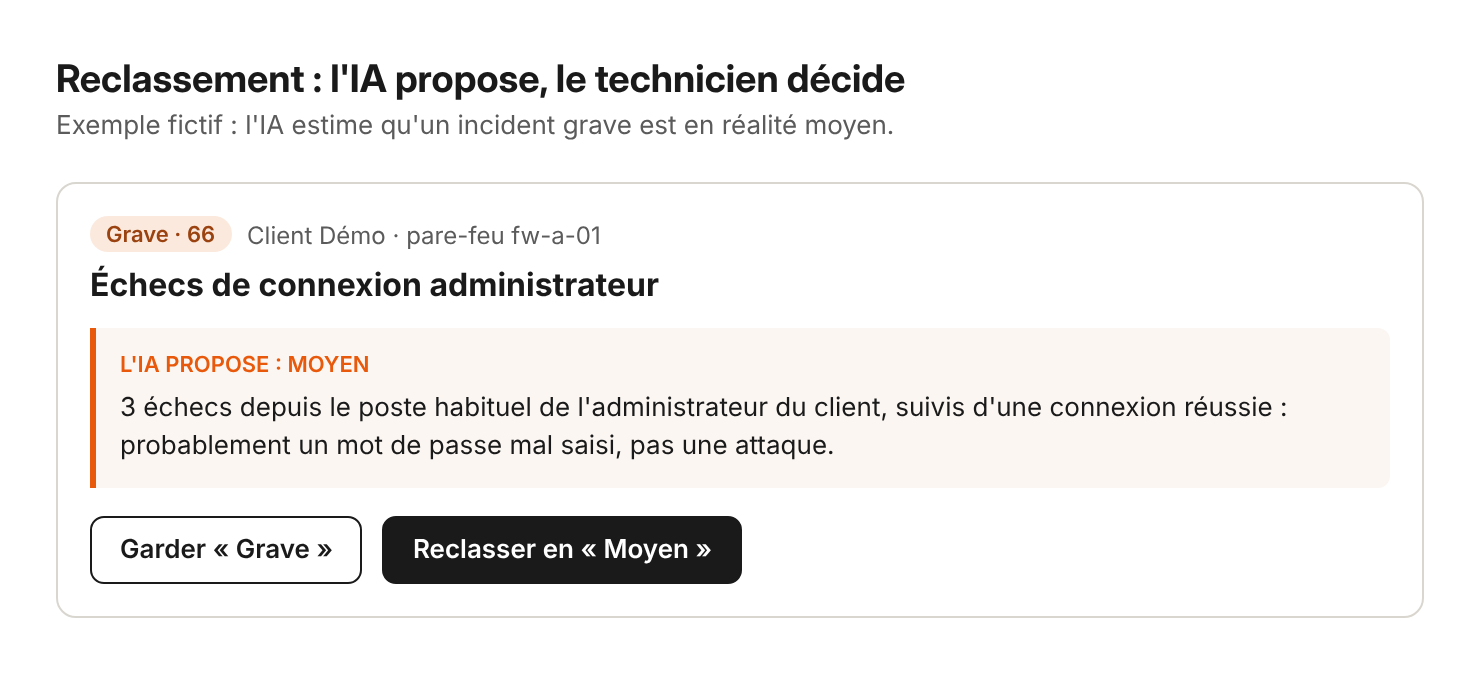 Reclassement : l'IA propose, le technicien décide
Exemple fictif : l'IA estime qu'un incident grave est en réalité moyen.
Grave · 66 Client Démo · pare-feu fw-a-01
Échecs de connexion administrateur
L'IA PROPOSE : MOYEN
3 échecs depuis le poste habituel de l'administrateur du client, suivis d'une connexion réussie :
probablement un mot de passe mal saisi, pas une attaque.
Garder « Grave » Reclasser en « Moyen »